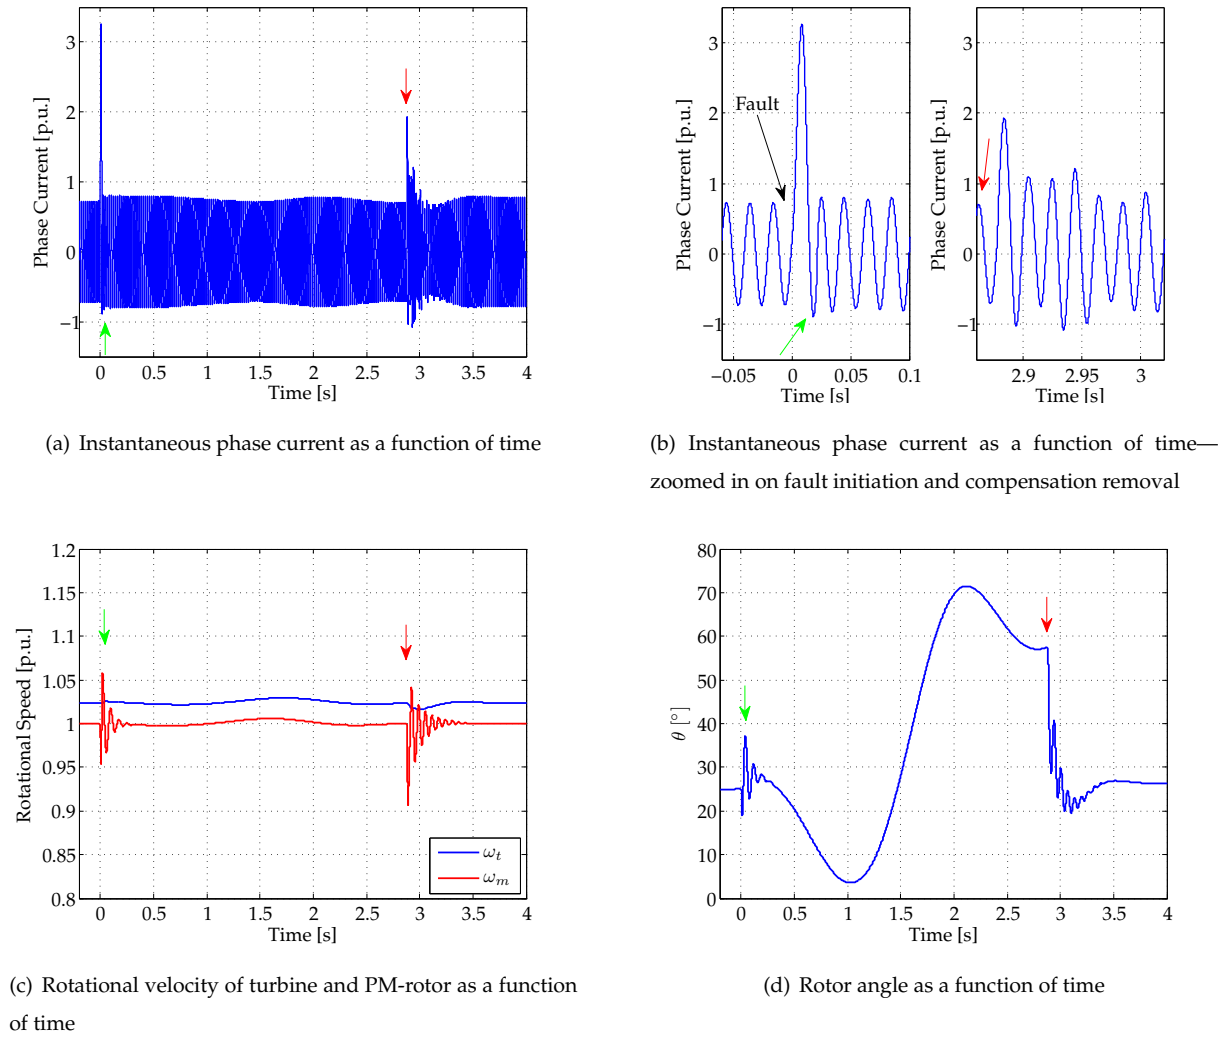 3
2
1
0
−1
Phase Current [p.u.]
0 0.5 1 1.5 2 2.5 3 3.5 4
Time [s]
(a) Instantaneous phase current as a function of time
3
2
1
0
−1
Phase Current [p.u.]
Fault
−0.05 0 0.05 0.1
Time [s]
3
2
1
0
−1
Phase Current [p.u.]
2.9 2.95 3
Time [s]
(b) Instantaneous phase current as a function of time—
zoomed in on fault initiation and compensation removal
1.2
1.15
1.1
1.05
1
0.95
0.9
0.85
0.8
Rotational Speed [p.u.]
ω_t
ω_m
0 0.5 1 1.5 2 2.5 3 3.5 4
Time [s]
(c) Rotational velocity of turbine and PM-rotor as a function
of time
80
70
60
50
40
30
20
10
0
θ [°]
0 0.5 1 1.5 2 2.5 3 3.5 4
Time [s]
(d) Rotor angle as a function of time